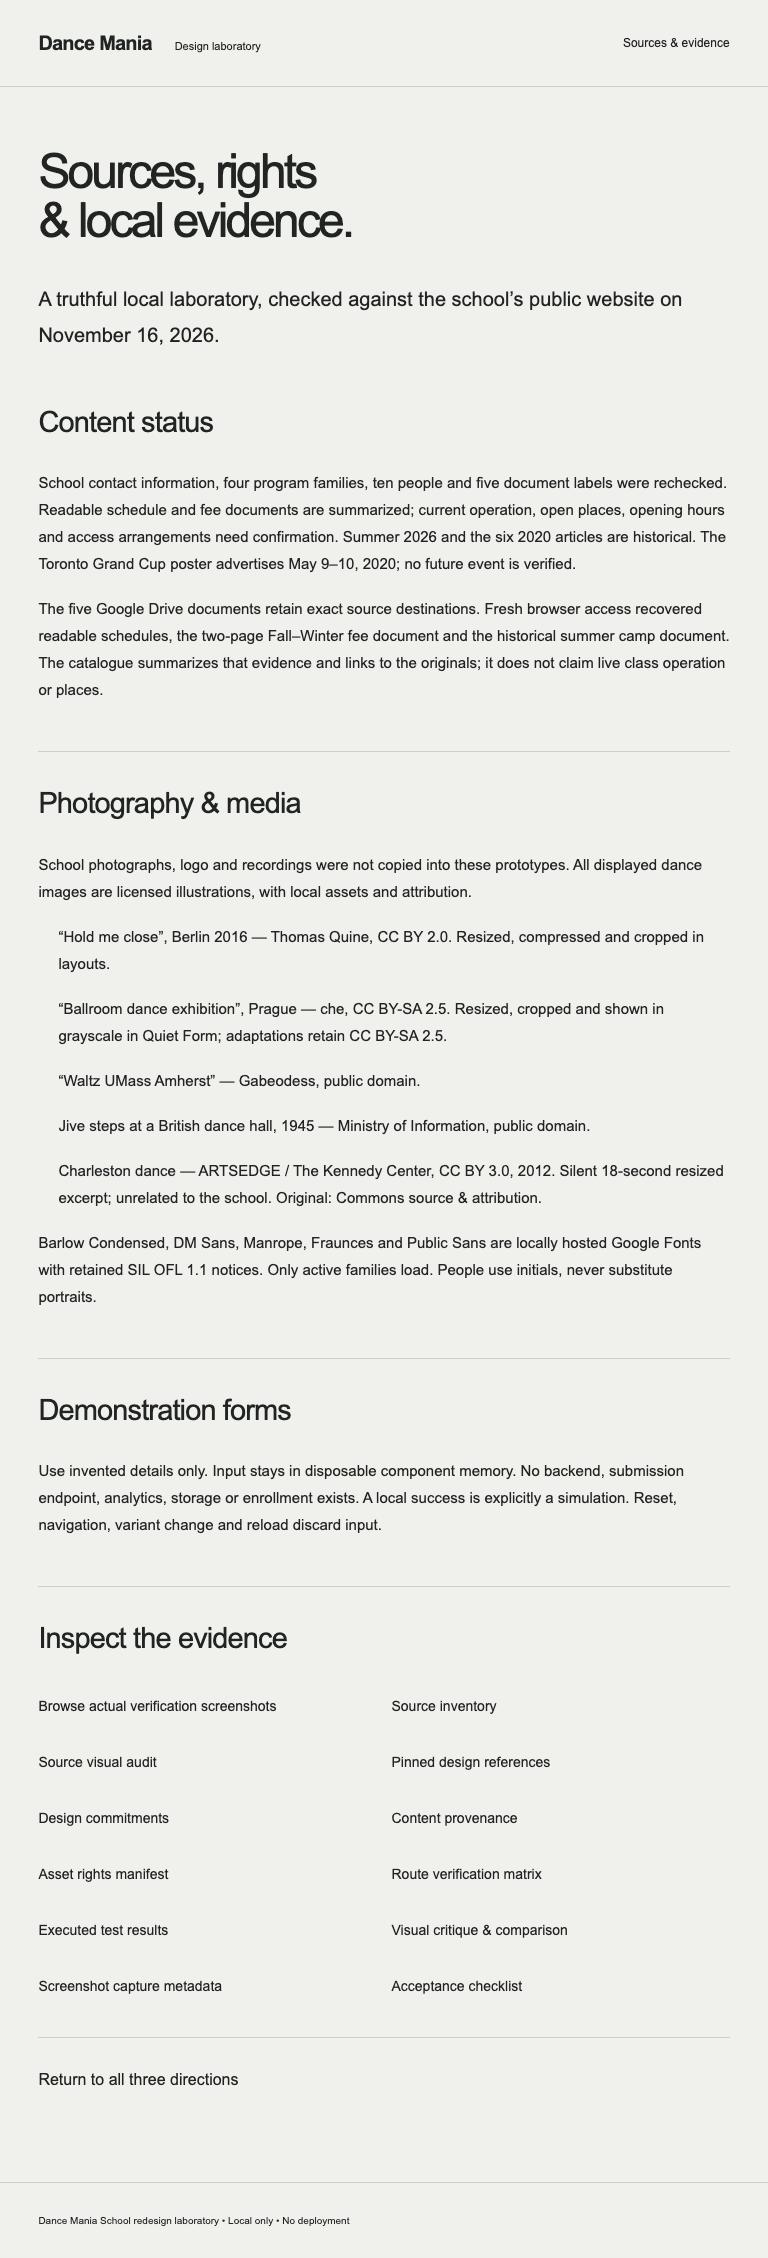 Dance Mania
Design laboratory
Sources & evidence
Sources, rights
& local evidence.
A truthful local laboratory, checked against the school’s public website on
November 16, 2026.
Content status
School contact information, four program families, ten people and five document labels were rechecked.
Readable schedule and fee documents are summarized; current operation, open places, opening hours
and access arrangements need confirmation. Summer 2026 and the six 2020 articles are historical. The
Toronto Grand Cup poster advertises May 9–10, 2020; no future event is verified.
The five Google Drive documents retain exact source destinations. Fresh browser access recovered
readable schedules, the two-page Fall–Winter fee document and the historical summer camp document.
The catalogue summarizes that evidence and links to the originals; it does not claim live class operation
or places.
Photography & media
School photographs, logo and recordings were not copied into these prototypes. All displayed dance
images are licensed illustrations, with local assets and attribution.
“Hold me close”, Berlin 2016 — Thomas Quine, CC BY 2.0. Resized, compressed and cropped in
layouts.
“Ballroom dance exhibition”, Prague — che, CC BY-SA 2.5. Resized, cropped and shown in
grayscale in Quiet Form; adaptations retain CC BY-SA 2.5.
“Waltz UMass Amherst” — Gabeodess, public domain.
Jive steps at a British dance hall, 1945 — Ministry of Information, public domain.
Charleston dance — ARTSEDGE / The Kennedy Center, CC BY 3.0, 2012. Silent 18-second resized
excerpt; unrelated to the school. Original: Commons source & attribution.
Barlow Condensed, DM Sans, Manrope, Fraunces and Public Sans are locally hosted Google Fonts
with retained SIL OFL 1.1 notices. Only active families load. People use initials, never substitute
portraits.
Demonstration forms
Use invented details only. Input stays in disposable component memory. No backend, submission
endpoint, analytics, storage or enrollment exists. A local success is explicitly a simulation. Reset,
navigation, variant change and reload discard input.
Inspect the evidence
Browse actual verification screenshots
Source inventory
Source visual audit
Pinned design references
Design commitments
Content provenance
Asset rights manifest
Route verification matrix
Executed test results
Visual critique & comparison
Screenshot capture metadata
Acceptance checklist
Return to all three directions
Dance Mania School redesign laboratory • Local only • No deployment